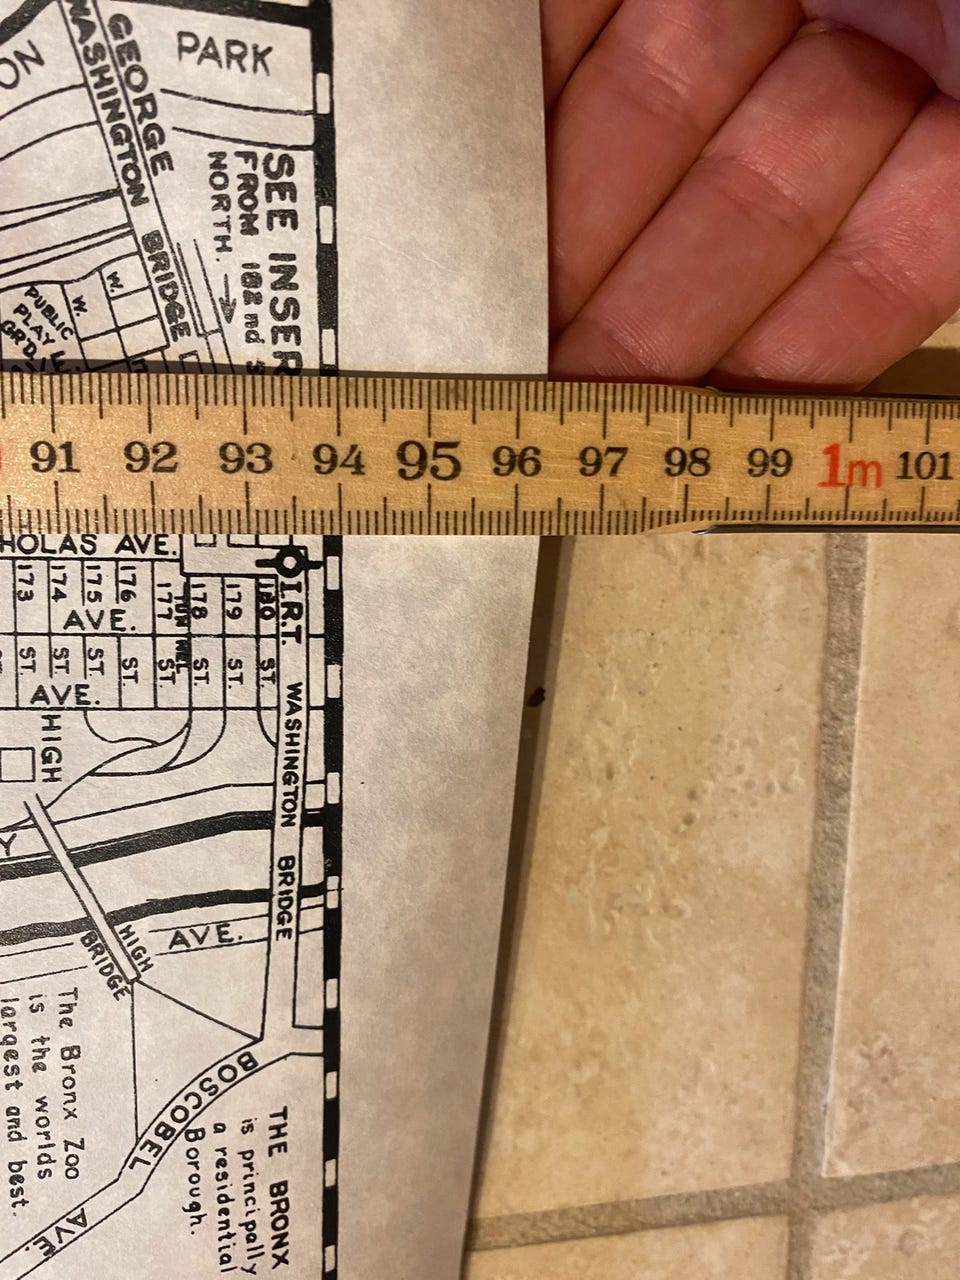 ON
GEORGE
WASHINGTON BRIDGE
PARK
SEE INSER
FROM 182nd S
NORTH.
W.
W.
PUBLIC
PLAY
GR'D.
E.
91 92 93 94 95 96 97 98 99 1m 101
HOLAS AVE.
I.R.T.
173 174 175 176 177 178 179 180
AVE.
ST. ST. ST. ST. ST. ST. ST. ST.
AVE.
HIGH
WASHINGTON BRIDGE
Y
HIGH
BRIDGE
AVE.
The Bronx Zoo
is the worlds
largest and best.
BOSCOBEL AVE.
THE BRONX
is principally
a residential
Borough.